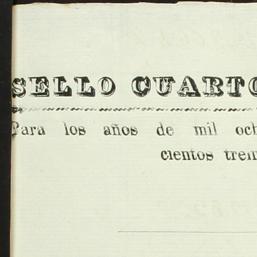 SELLO CUARTO
Para los años de mil och
cientos trein